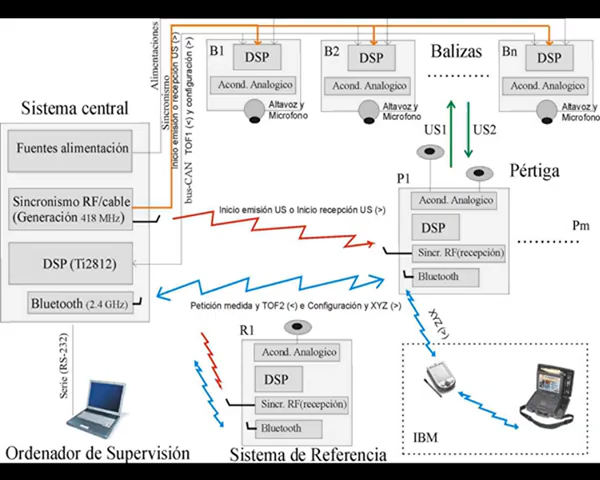 B1
DSP
Acond. Analogico
Altavoz y
Microfono
B2
DSP
Acond. Analogico
Altavoz y
Microfono
Balizas
Bn
DSP
Acond. Analogico
Altavoz y
Microfono
Alimentaciones
Sincronismo
Inicio emisión o recepción US (>)
bus-CAN TOF1 (<) y configuración (>)
Sistema central
Fuentes alimentación
Sincronismo RF/cable
(Generación 418 MHz)
DSP (Ti2812)
Bluetooth (2.4 GHz)
US1
US2
Pértiga
P1
Acond. Analogico
DSP
Sincr. RF(recepción)
Bluetooth
Pm
Inicio emisión US o Inicio recepción US (>)
Petición medida y TOF2 (<) e Configuración y XYZ (>)
XYZ (>)
R1
Acond. Analogico
DSP
Sincr. RF(recepción)
Bluetooth
Serie (RS-232)
IBM
Ordenador de Supervisión
Sistema de Referencia